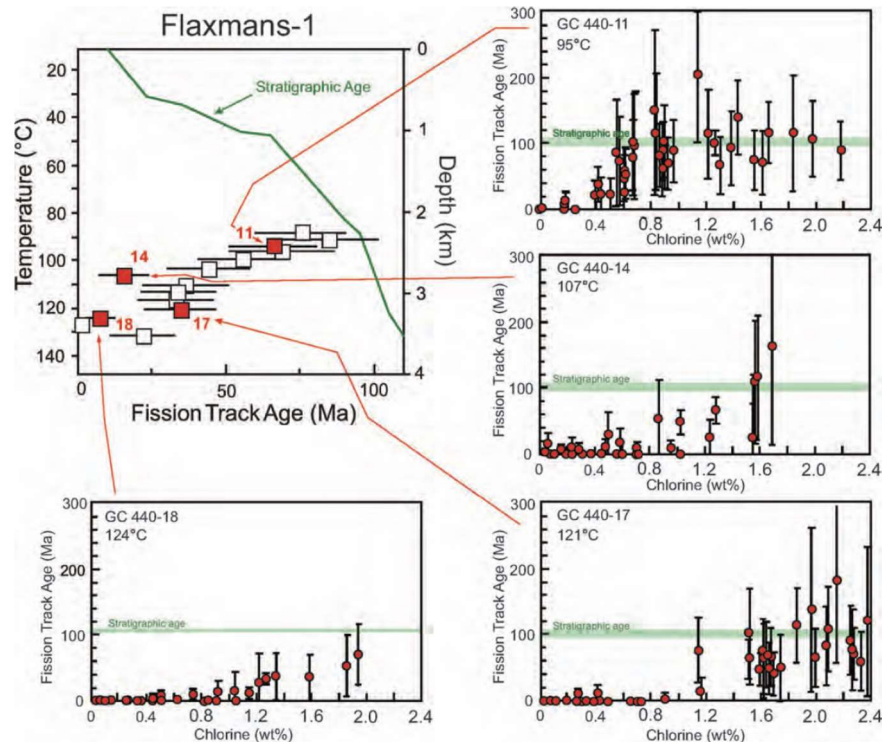 Flaxmans-1
Temperature (°C)
20
40
60
80
100
120
140
Stratigraphic Age
11
14
18
17
0
1
2
3
4
Depth (km)
0
50
100
Fission Track Age (Ma)
GC 440-11
95°C
Fission Track Age (Ma)
300
200
100
0
Stratigraphic age
0 0.4 0.8 1.2 1.6 2.0 2.4
Chlorine (wt%)
GC 440-14
107°C
Fission Track Age (Ma)
300
200
100
0
Stratigraphic age
0 0.4 0.8 1.2 1.6 2.0 2.4
Chlorine (wt%)
GC 440-18
124°C
Fission Track Age (Ma)
300
200
100
0
Stratigraphic age
0 0.4 0.8 1.2 1.6 2.0 2.4
Chlorine (wt%)
GC 440-17
121°C
Fission Track Age (Ma)
300
200
100
0
Stratigraphic age
0 0.4 0.8 1.2 1.6 2.0 2.4
Chlorine (wt%)